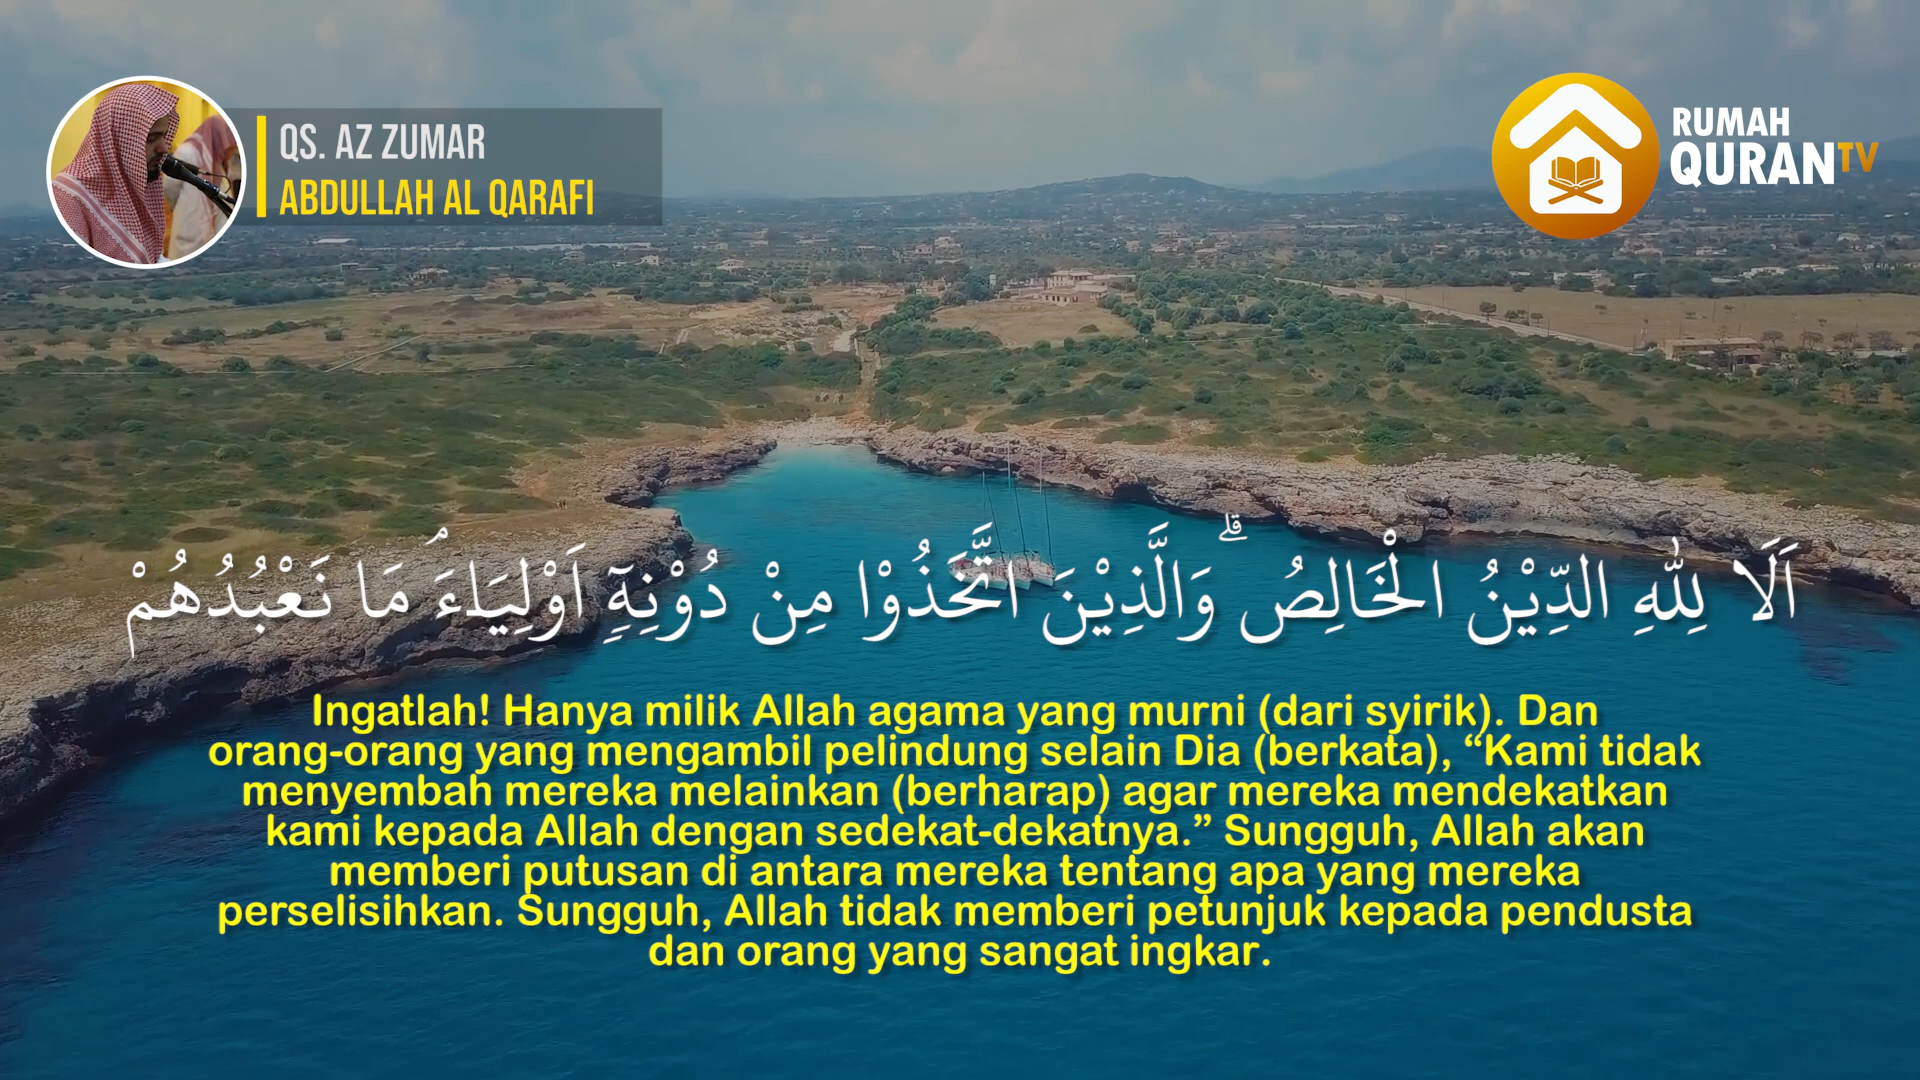 QS. AZ ZUMAR
ABDULLAH AL QARAFI
RUMAH
QURANTV
اَلَا لِلّٰهِ الدِّيْنُ الْخَالِصُ ۗوَالَّذِيْنَ اتَّخَذُوْا مِنْ دُوْنِهٖٓ اَوْلِيَاۤءَۘ مَا نَعْبُدُهُمْ
Ingatlah! Hanya milik Allah agama yang murni (dari syirik). Dan
orang-orang yang mengambil pelindung selain Dia (berkata), “Kami tidak
menyembah mereka melainkan (berharap) agar mereka mendekatkan
kami kepada Allah dengan sedekat-dekatnya.” Sungguh, Allah akan
memberi putusan di antara mereka tentang apa yang mereka
perselisihkan. Sungguh, Allah tidak memberi petunjuk kepada pendusta
dan orang yang sangat ingkar.